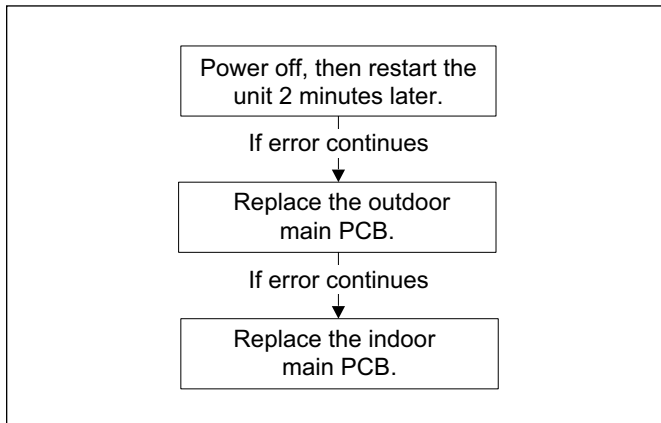 Power off, then restart the
unit 2 minutes later.
If error continues
Replace the outdoor
main PCB.
If error continues
Replace the indoor
main PCB.